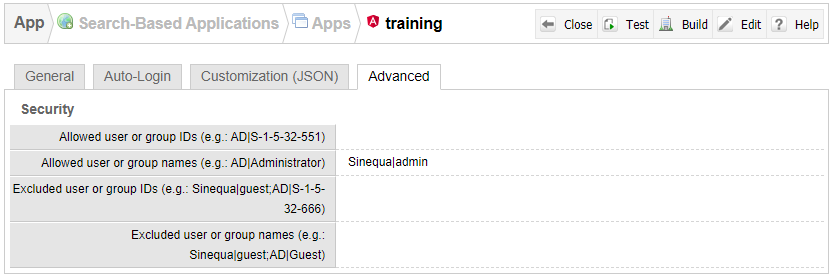 App Search-Based Applications Apps training Close Test Build Edit Help
General Auto-Login Customization (JSON) Advanced
Security
Allowed user or group IDs (e.g.: AD|S-1-5-32-551)
Allowed user or group names (e.g.: AD|Administrator) Sinequa|admin
Excluded user or group IDs (e.g.: Sinequa|guest;AD|S-1-5-
32-666)
Excluded user or group names (e.g.:
Sinequa|guest;AD|Guest)